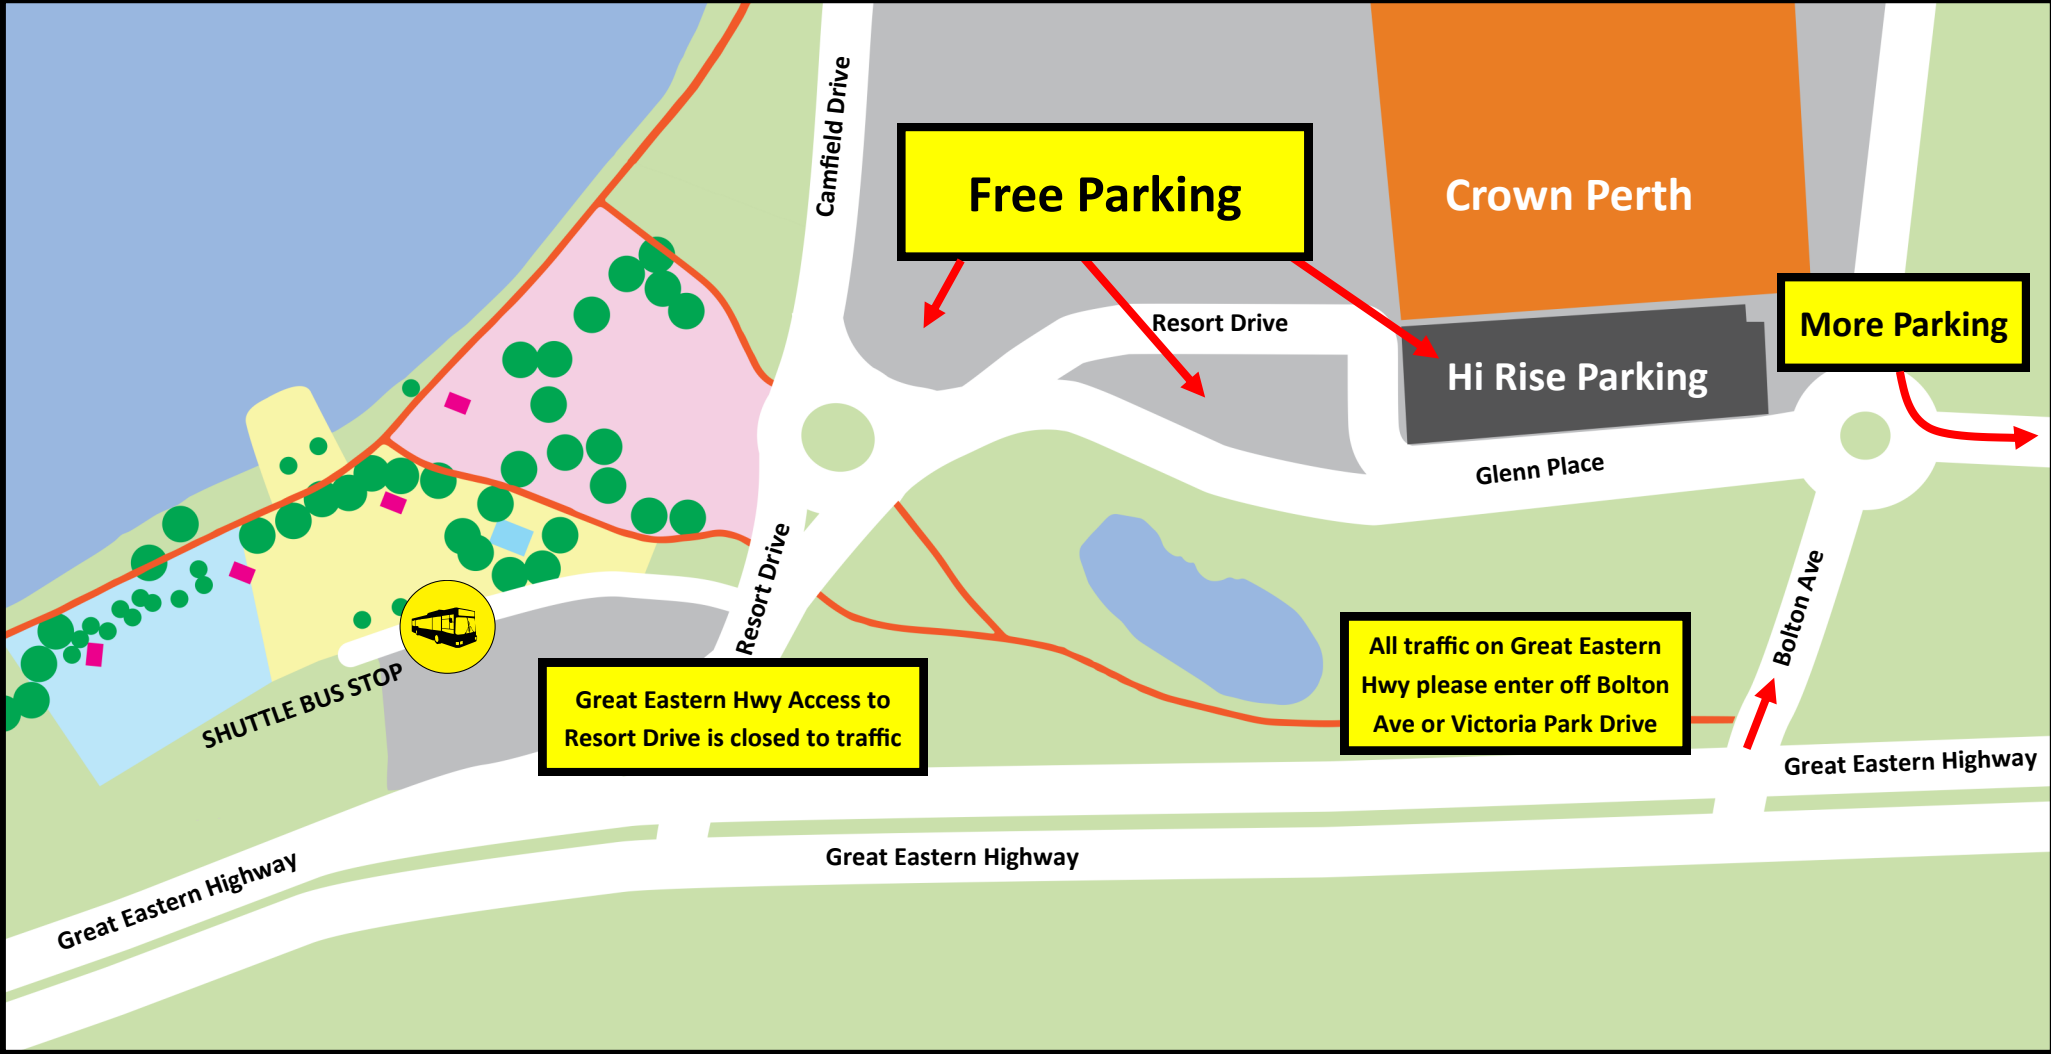 Camfield Drive
Free Parking
Crown Perth
Resort Drive
More Parking
Hi Rise Parking
Glenn Place
Resort Drive
Bolton Ave
SHUTTLE BUS STOP
Great Eastern Hwy Access to
Resort Drive is closed to traffic
All traffic on Great Eastern
Hwy please enter off Bolton
Ave or Victoria Park Drive
Great Eastern Highway
Great Eastern Highway
Great Eastern Highway